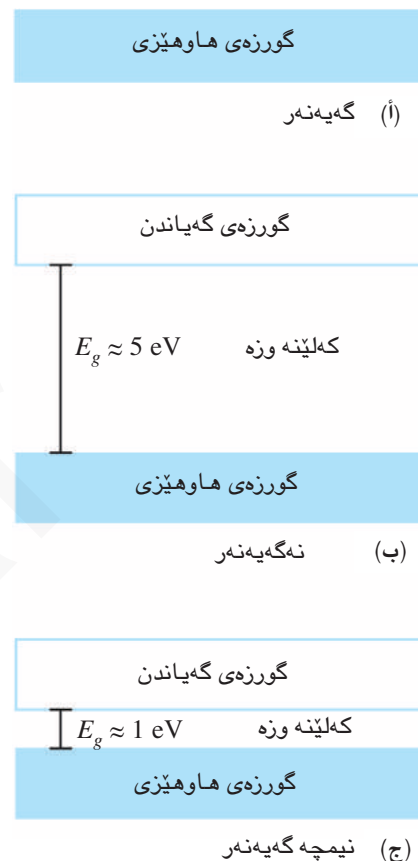 گورزەی هاوهێزی
(أ) گەیەنەر
گورزەی گەیاندن
کەلێنە وزە E_g ≈ 5 eV
گورزەی هاوهێزی
(ب) نەگەیەنەر
گورزەی گەیاندن
کەلێنە وزە E_g ≈ 1 eV
گورزەی هاوهێزی
(ج) نیمچە گەیەنەر